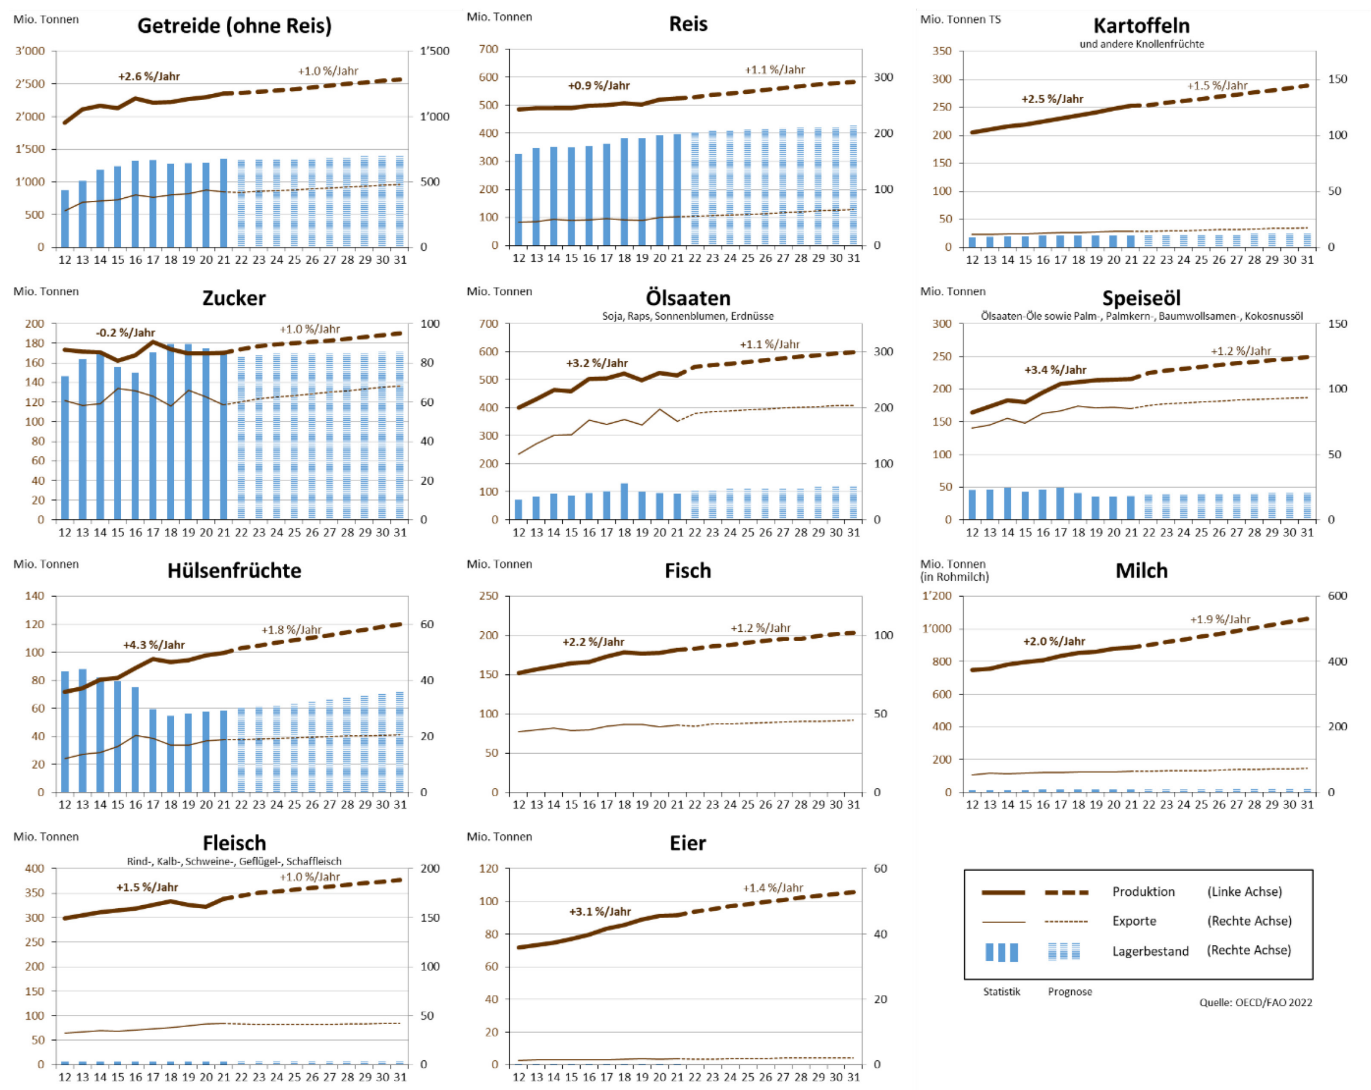 Mio. Tonnen
Getreide (ohne Reis)
3'000 1'500
2'500
2'000 1'000
1'500
1'000 500
500
0 0
+2.6 %/Jahr
+1.0 %/Jahr
12 13 14 15 16 17 18 19 20 21 22 23 24 25 26 27 28 29 30 31
Mio. Tonnen
Reis
700
600 300
500
400 200
300
200 100
100
0 0
+0.9 %/Jahr
+1.1 %/Jahr
12 13 14 15 16 17 18 19 20 21 22 23 24 25 26 27 28 29 30 31
Mio. Tonnen TS
Kartoffeln
und andere Knollenfrüchte
350
300 150
250
200 100
150
100 50
50
0 0
+2.5 %/Jahr
+1.5 %/Jahr
12 13 14 15 16 17 18 19 20 21 22 23 24 25 26 27 28 29 30 31
Mio. Tonnen
Zucker
200 100
180
160 80
140
120 60
100
80 40
60
40 20
20
0 0
-0.2 %/Jahr
+1.0 %/Jahr
12 13 14 15 16 17 18 19 20 21 22 23 24 25 26 27 28 29 30 31
Mio. Tonnen
Ölsaaten
Soja, Raps, Sonnenblumen, Erdnüsse
700
600 300
500
400 200
300
200 100
100
0 0
+3.2 %/Jahr
+1.1 %/Jahr
12 13 14 15 16 17 18 19 20 21 22 23 24 25 26 27 28 29 30 31
Mio. Tonnen
Speiseöl
Ölsaaten-Öle sowie Palm-, Palmkern-, Baumwollsamen-, Kokosnussöl
300 150
250
200 100
150
100 50
50
0 0
+3.4 %/Jahr
+1.2 %/Jahr
12 13 14 15 16 17 18 19 20 21 22 23 24 25 26 27 28 29 30 31
Mio. Tonnen
Hülsenfrüchte
140
120 60
100
80 40
60
40 20
20
0 0
+4.3 %/Jahr
+1.8 %/Jahr
12 13 14 15 16 17 18 19 20 21 22 23 24 25 26 27 28 29 30 31
Mio. Tonnen
Fisch
250
200 100
150
100 50
50
0 0
+2.2 %/Jahr
+1.2 %/Jahr
12 13 14 15 16 17 18 19 20 21 22 23 24 25 26 27 28 29 30 31
Mio. Tonnen
(in Rohmilch)
Milch
1'200 600
1'000
800 400
600
400 200
200
0 0
+2.0 %/Jahr
+1.9 %/Jahr
12 13 14 15 16 17 18 19 20 21 22 23 24 25 26 27 28 29 30 31
Mio. Tonnen
Fleisch
Rind-, Kalb-, Schweine-, Geflügel-, Schaffleisch
400 200
350
300 150
250
200 100
150
100 50
50
0 0
+1.5 %/Jahr
+1.0 %/Jahr
12 13 14 15 16 17 18 19 20 21 22 23 24 25 26 27 28 29 30 31
Mio. Tonnen
Eier
120 60
100
80 40
60
40 20
20
0 0
+3.1 %/Jahr
+1.4 %/Jahr
12 13 14 15 16 17 18 19 20 21 22 23 24 25 26 27 28 29 30 31
Produktion (Linke Achse)
Exporte (Rechte Achse)
Lagerbestand (Rechte Achse)
Statistik Prognose
Quelle: OECD/FAO 2022